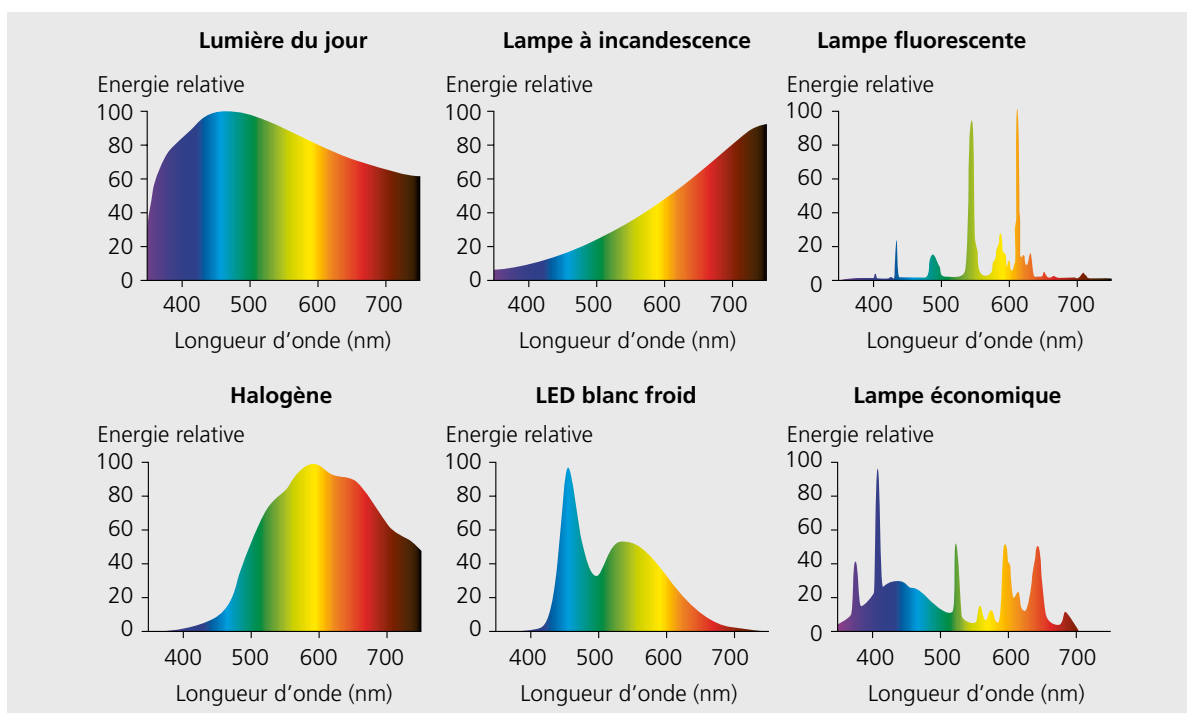 Lumière du jour
Energie relative
100
80
60
40
20
0
400 500 600 700
Longueur d’onde (nm)
Lampe à incandescence
Energie relative
100
80
60
40
20
0
400 500 600 700
Longueur d’onde (nm)
Lampe fluorescente
Energie relative
100
80
60
40
20
0
400 500 600 700
Longueur d’onde (nm)
Halogène
Energie relative
100
80
60
40
20
0
400 500 600 700
Longueur d’onde (nm)
LED blanc froid
Energie relative
100
80
60
40
20
0
400 500 600 700
Longueur d’onde (nm)
Lampe économique
Energie relative
100
80
60
40
20
0
400 500 600 700
Longueur d’onde (nm)